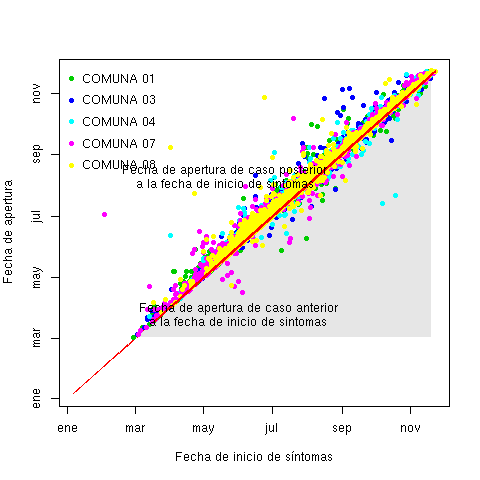 COMUNA 01
COMUNA 03
COMUNA 04
COMUNA 07
COMUNA 08
Fecha de apertura de caso posterior
a la fecha de inicio de síntomas
Fecha de apertura de caso anterior
a la fecha de inicio de síntomas
Fecha de apertura
nov
sep
jul
may
mar
ene
ene mar may jul sep nov
Fecha de inicio de síntomas